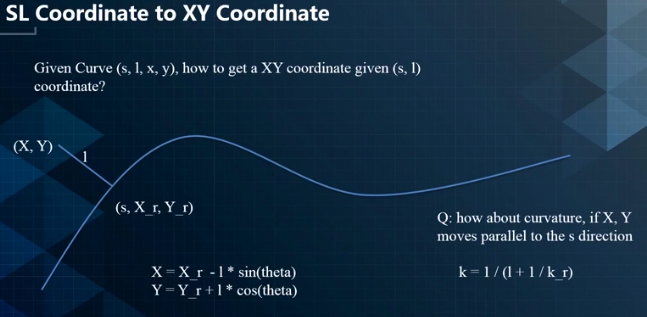 SL Coordinate to XY Coordinate
Given Curve (s, l, x, y), how to get a XY coordinate given (s, l)
coordinate?
(X, Y)
l
(s, X_r, Y_r)
Q: how about curvature, if X, Y
moves parallel to the s direction
X = X_r - l * sin(theta)
Y = Y_r + l * cos(theta)
k = 1 / (l + 1 / k_r)